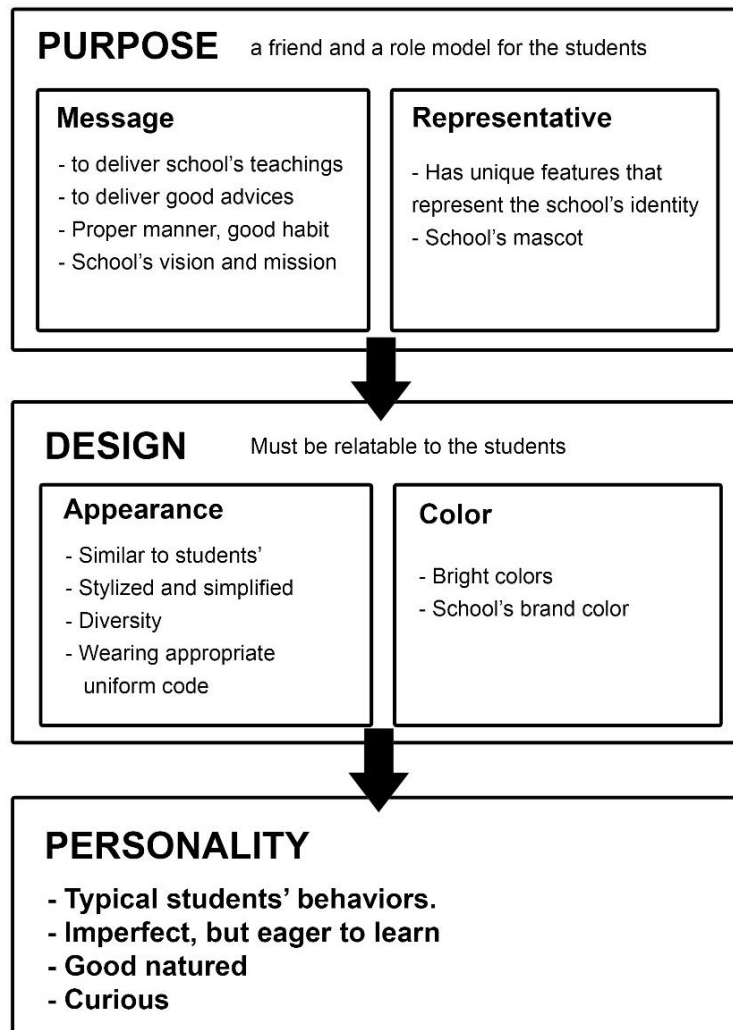 PURPOSE a friend and a role model for the students
Message
- to deliver school's teachings
- to deliver good advices
- Proper manner, good habit
- School's vision and mission
Representative
- Has unique features that
represent the school's identity
- School's mascot
DESIGN Must be relatable to the students
Appearance
- Similar to students'
- Stylized and simplified
- Diversity
- Wearing appropriate
uniform code
Color
- Bright colors
- School's brand color
PERSONALITY
- Typical students' behaviors.
- Imperfect, but eager to learn
- Good natured
- Curious